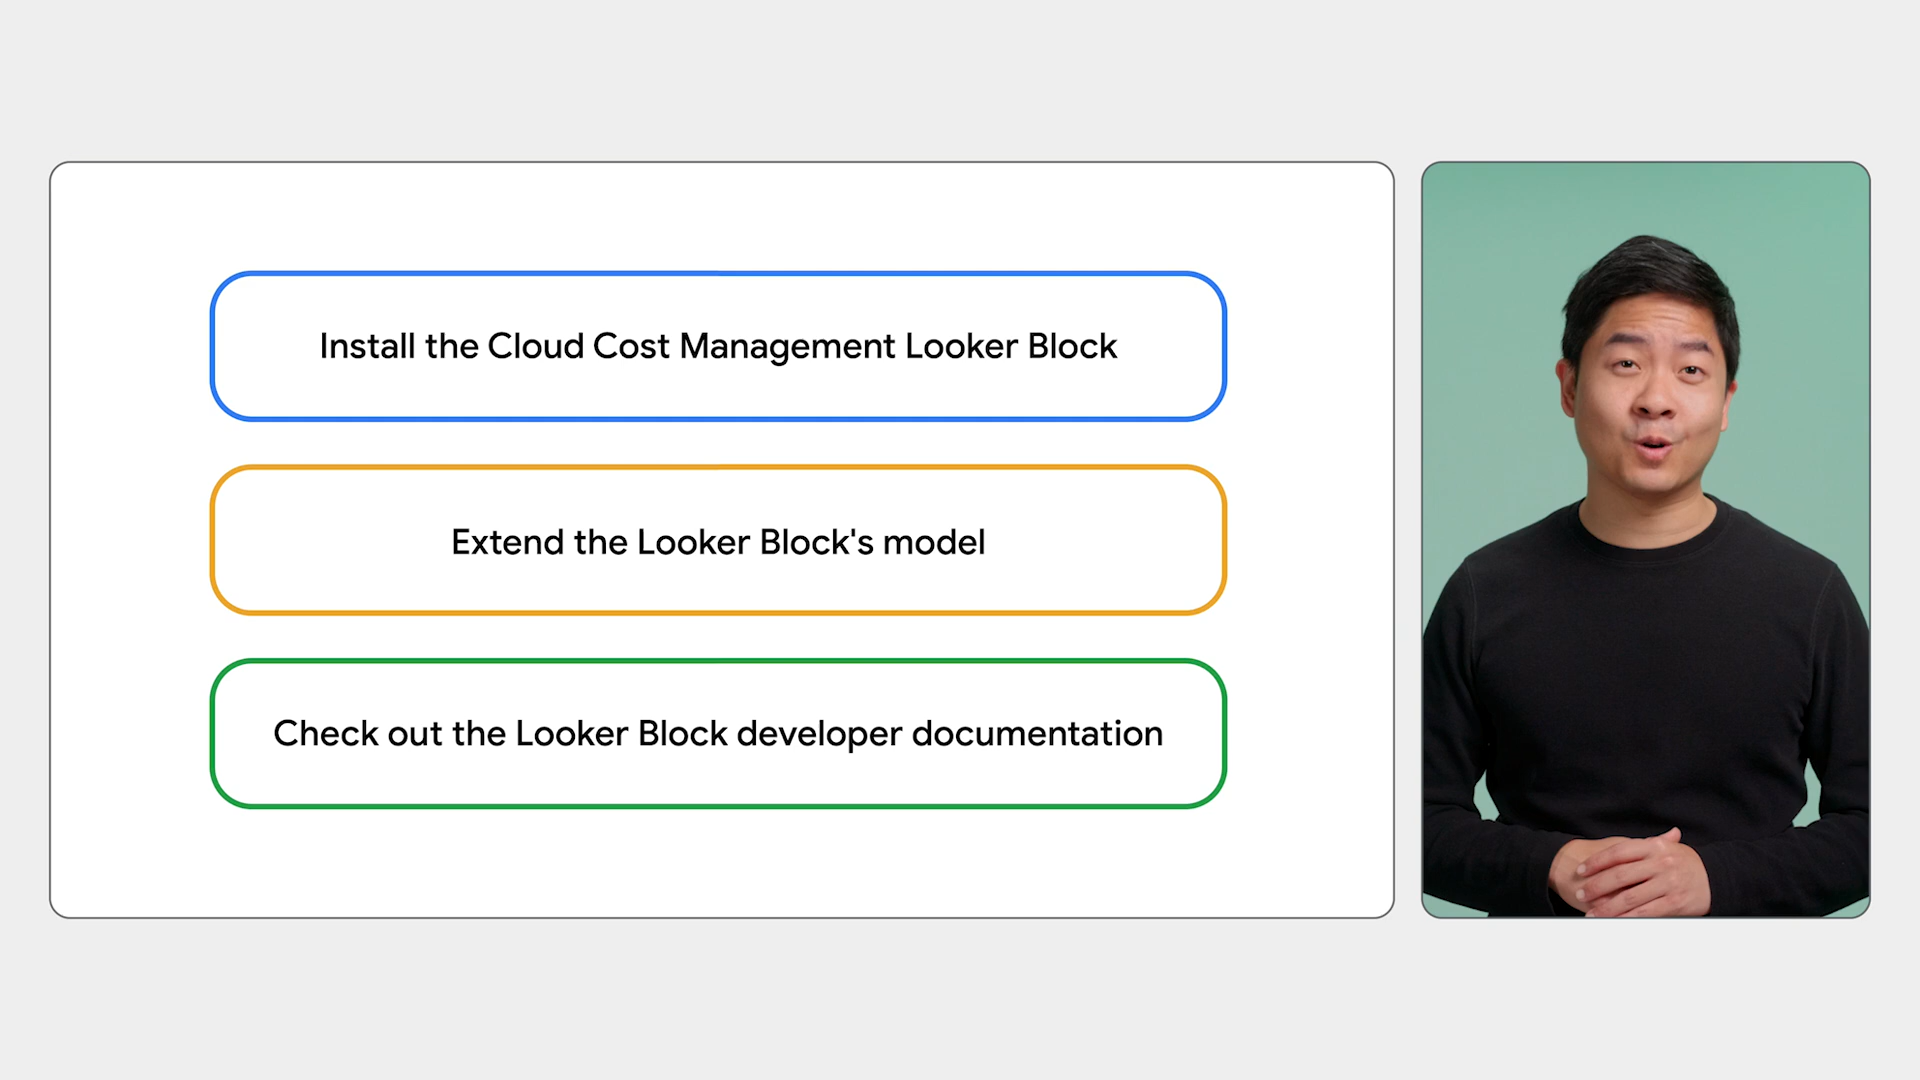 Install the Cloud Cost Management Looker Block
Extend the Looker Block's model
Check out the Looker Block developer documentation